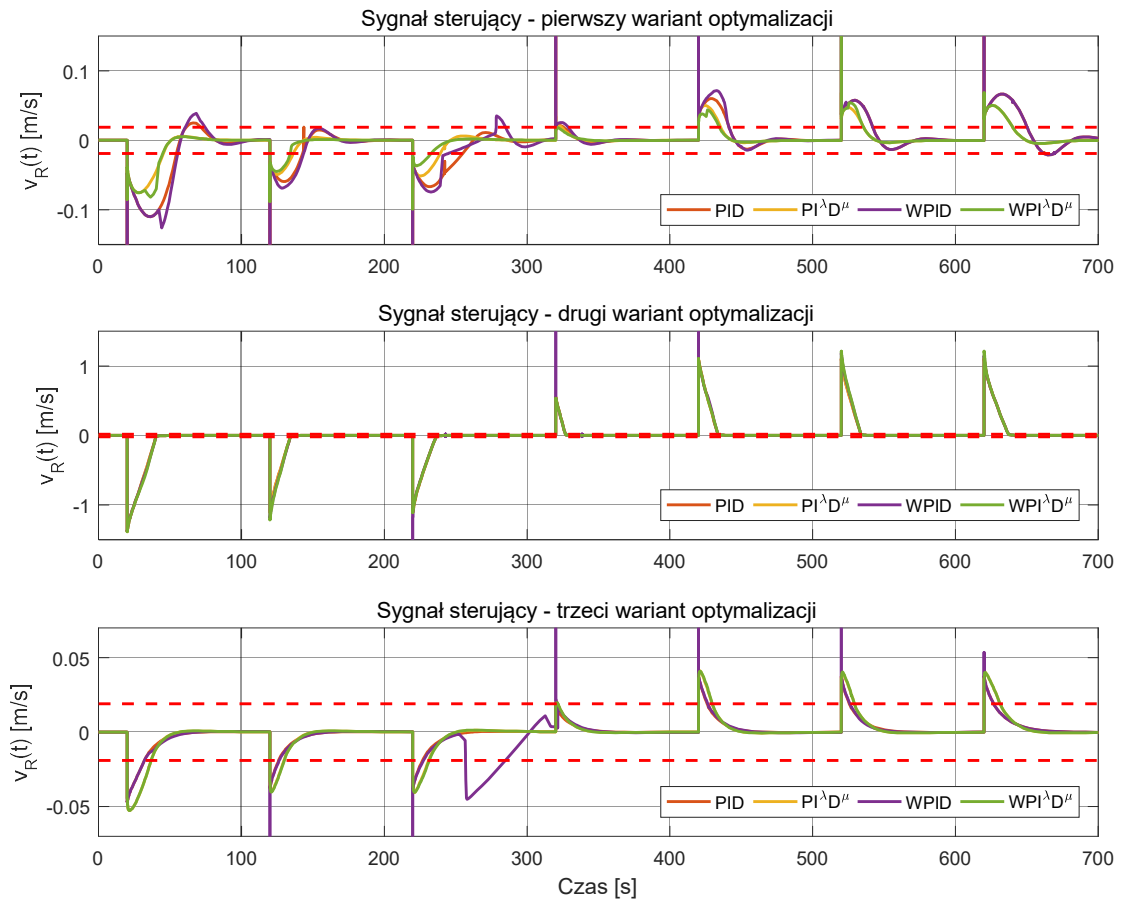 Sygnał sterujący - pierwszy wariant optymalizacji
v_R(t) [m/s]
0.1
0
-0.1
PID PI^λD^μ WPID WPI^λD^μ
0 100 200 300 400 500 600 700
Sygnał sterujący - drugi wariant optymalizacji
v_R(t) [m/s]
1
0
-1
PID PI^λD^μ WPID WPI^λD^μ
0 100 200 300 400 500 600 700
Sygnał sterujący - trzeci wariant optymalizacji
v_R(t) [m/s]
0.05
0
-0.05
PID PI^λD^μ WPID WPI^λD^μ
0 100 200 300 400 500 600 700
Czas [s]